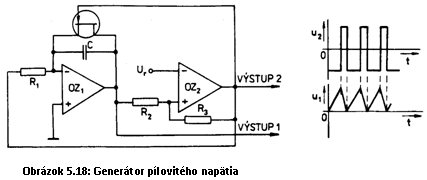 C
R₁
−
+
OZ₁
Uᵣ
−
+
OZ₂
R₂
R₃
VÝSTUP 2
VÝSTUP 1
u₂
0
t
u₁
0
t
Obrázok 5.18: Generátor pílovitého napätia